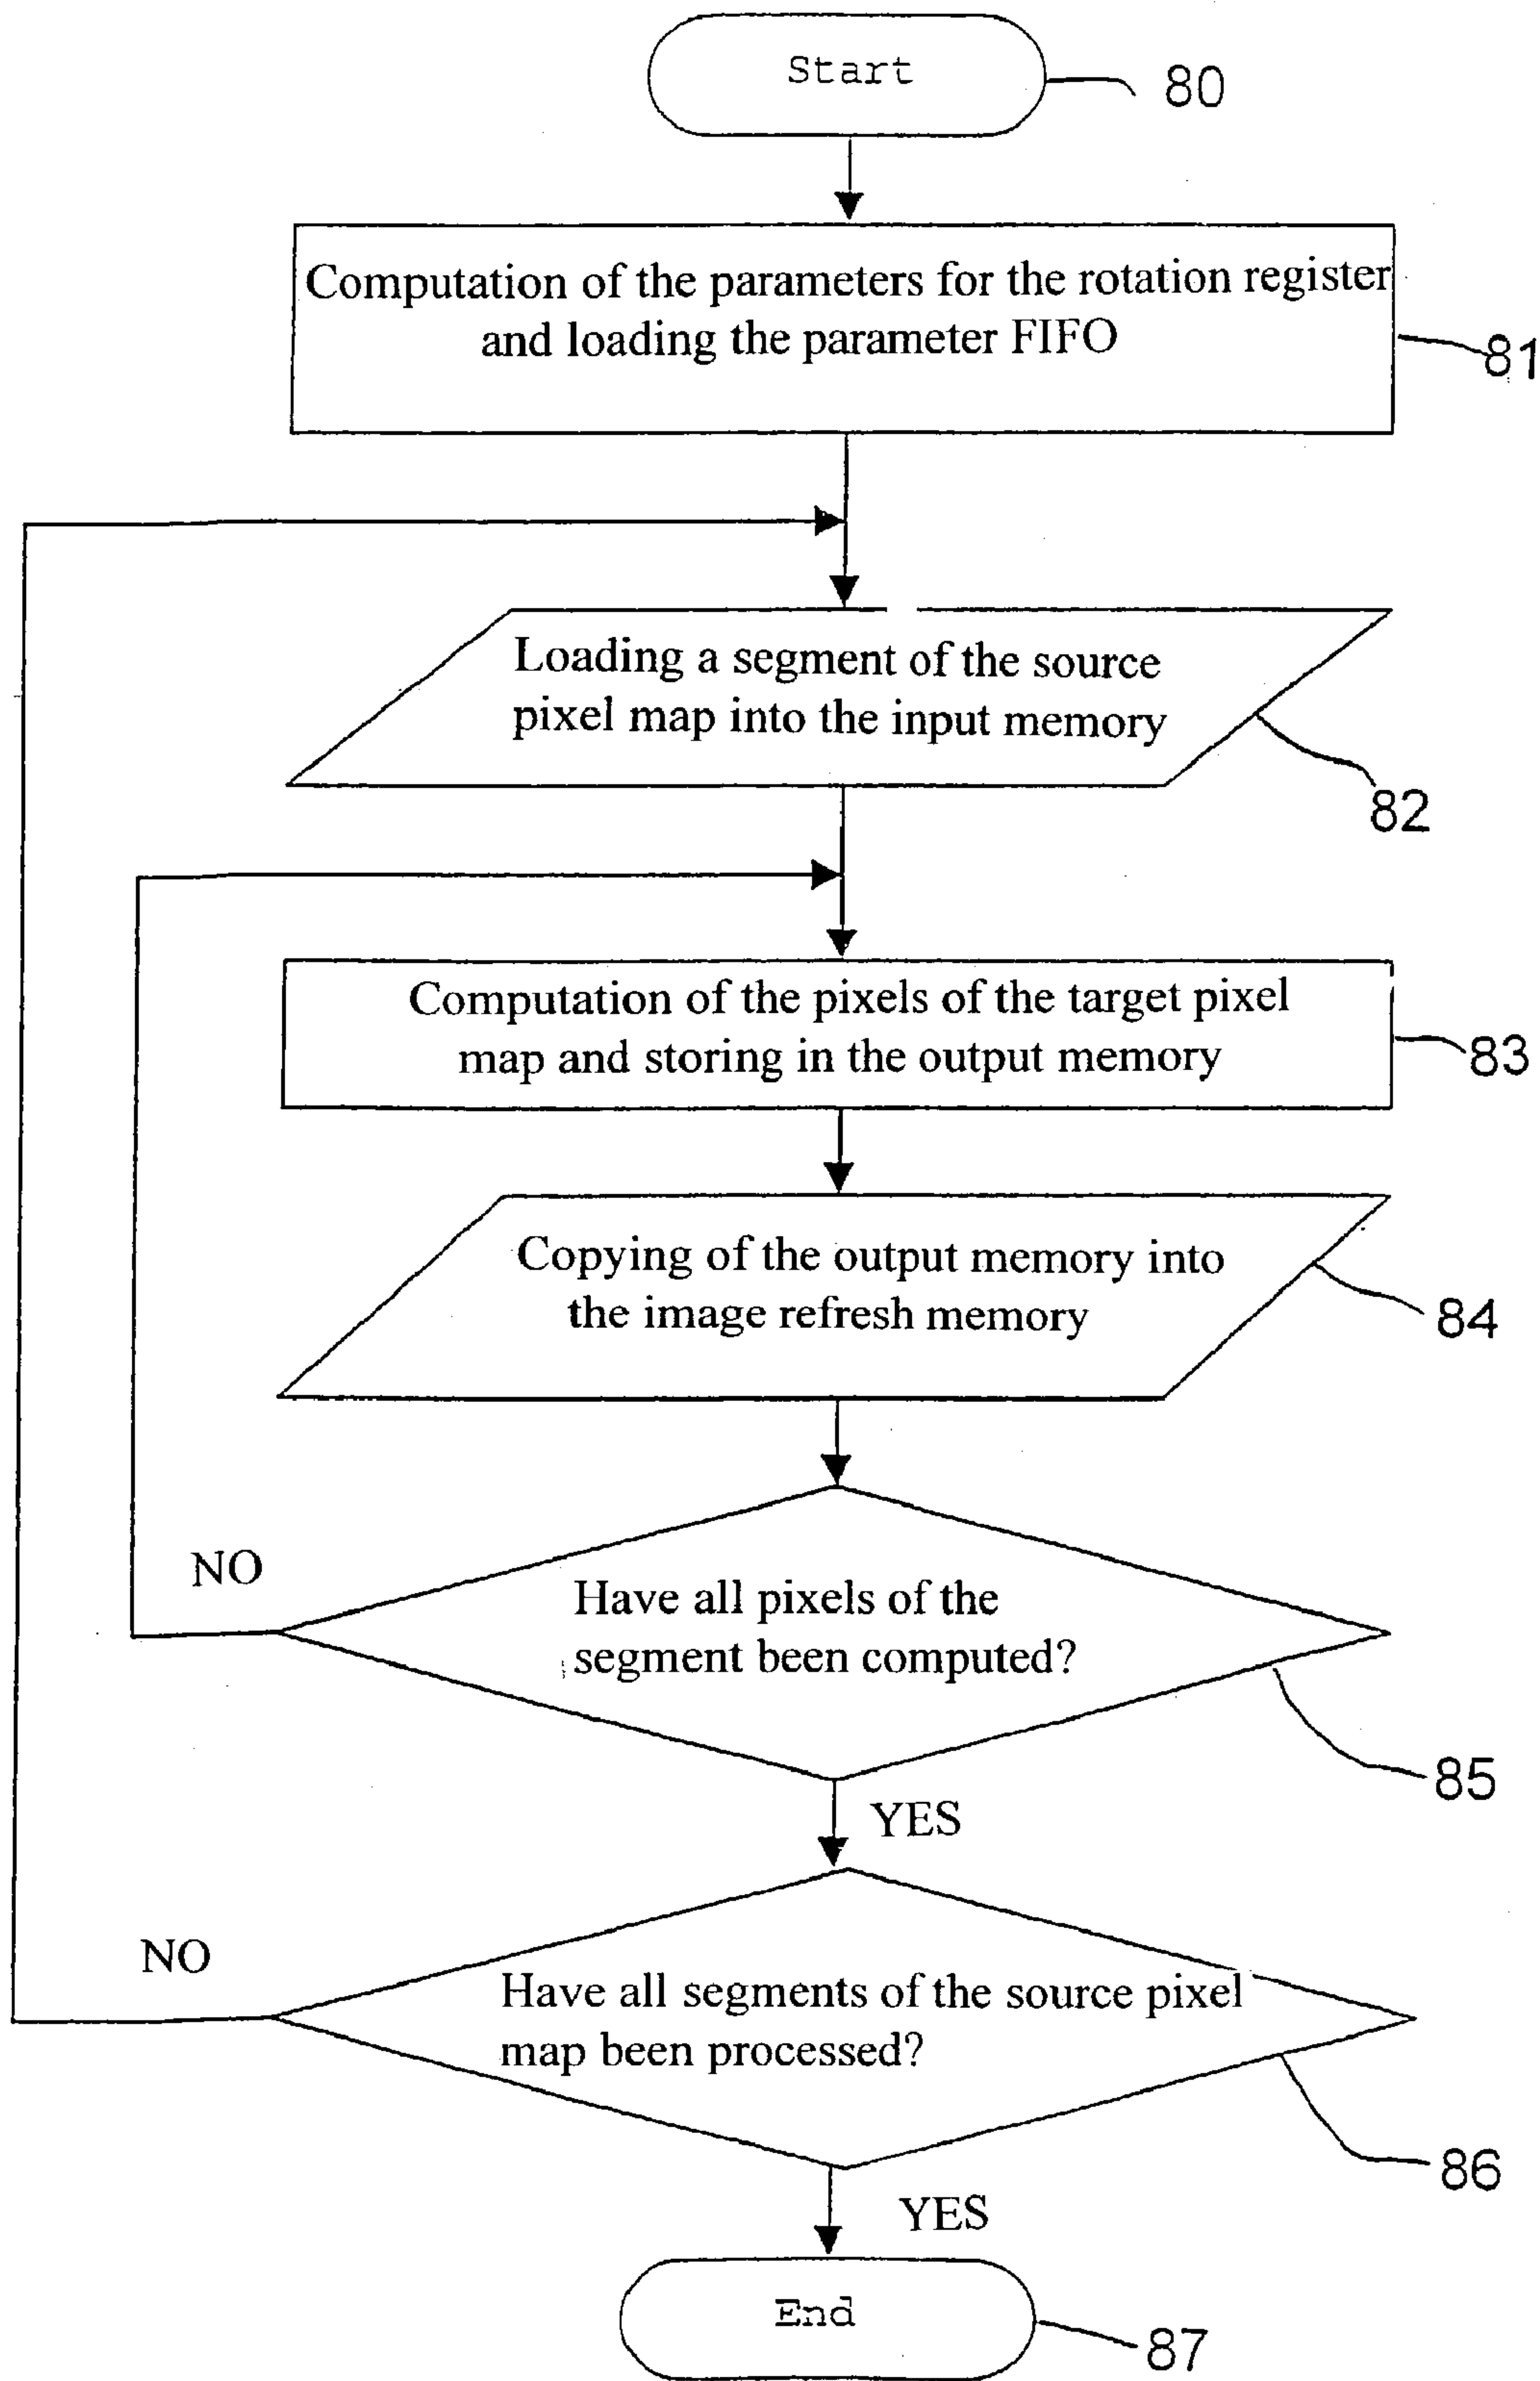 Start
80
Computation of the parameters for the rotation register
and loading the parameter FIFO
81
Loading a segment of the source
pixel map into the input memory
82
Computation of the pixels of the target pixel
map and storing in the output memory
83
Copying of the output memory into
the image refresh memory
84
NO
Have all pixels of the
segment been computed?
85
YES
NO
Have all segments of the source pixel
map been processed?
86
YES
End
87